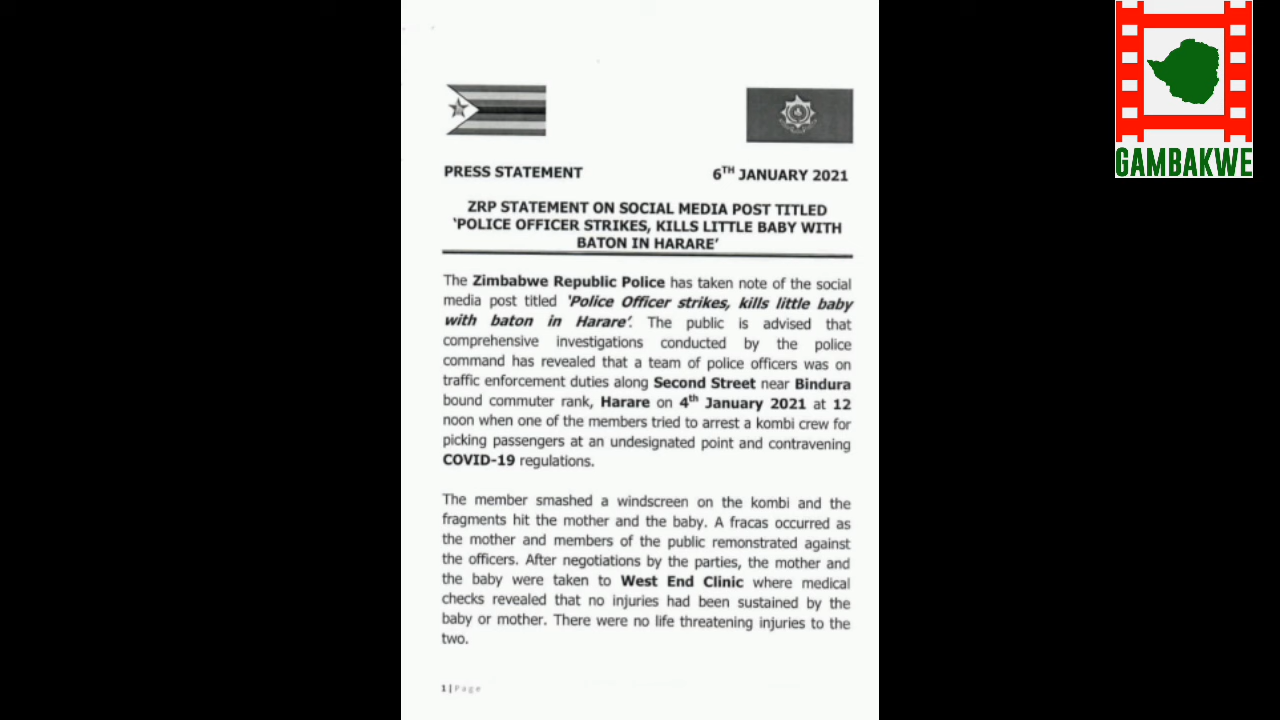 GAMBAKWE
PRESS STATEMENT
6TH JANUARY 2021
ZRP STATEMENT ON SOCIAL MEDIA POST TITLED
‘POLICE OFFICER STRIKES, KILLS LITTLE BABY WITH
BATON IN HARARE’
The Zimbabwe Republic Police has taken note of the social
media post titled ‘Police Officer strikes, kills little baby
with baton in Harare’. The public is advised that
comprehensive investigations conducted by the police
command has revealed that a team of police officers was on
traffic enforcement duties along Second Street near Bindura
bound commuter rank, Harare on 4th January 2021 at 12
noon when one of the members tried to arrest a kombi crew for
picking passengers at an undesignated point and contravening
COVID-19 regulations.
The member smashed a windscreen on the kombi and the
fragments hit the mother and the baby. A fracas occurred as
the mother and members of the public remonstrated against
the officers. After negotiations by the parties, the mother and
the baby were taken to West End Clinic where medical
checks revealed that no injuries had been sustained by the
baby or mother. There were no life threatening injuries to the
two.
1|Page